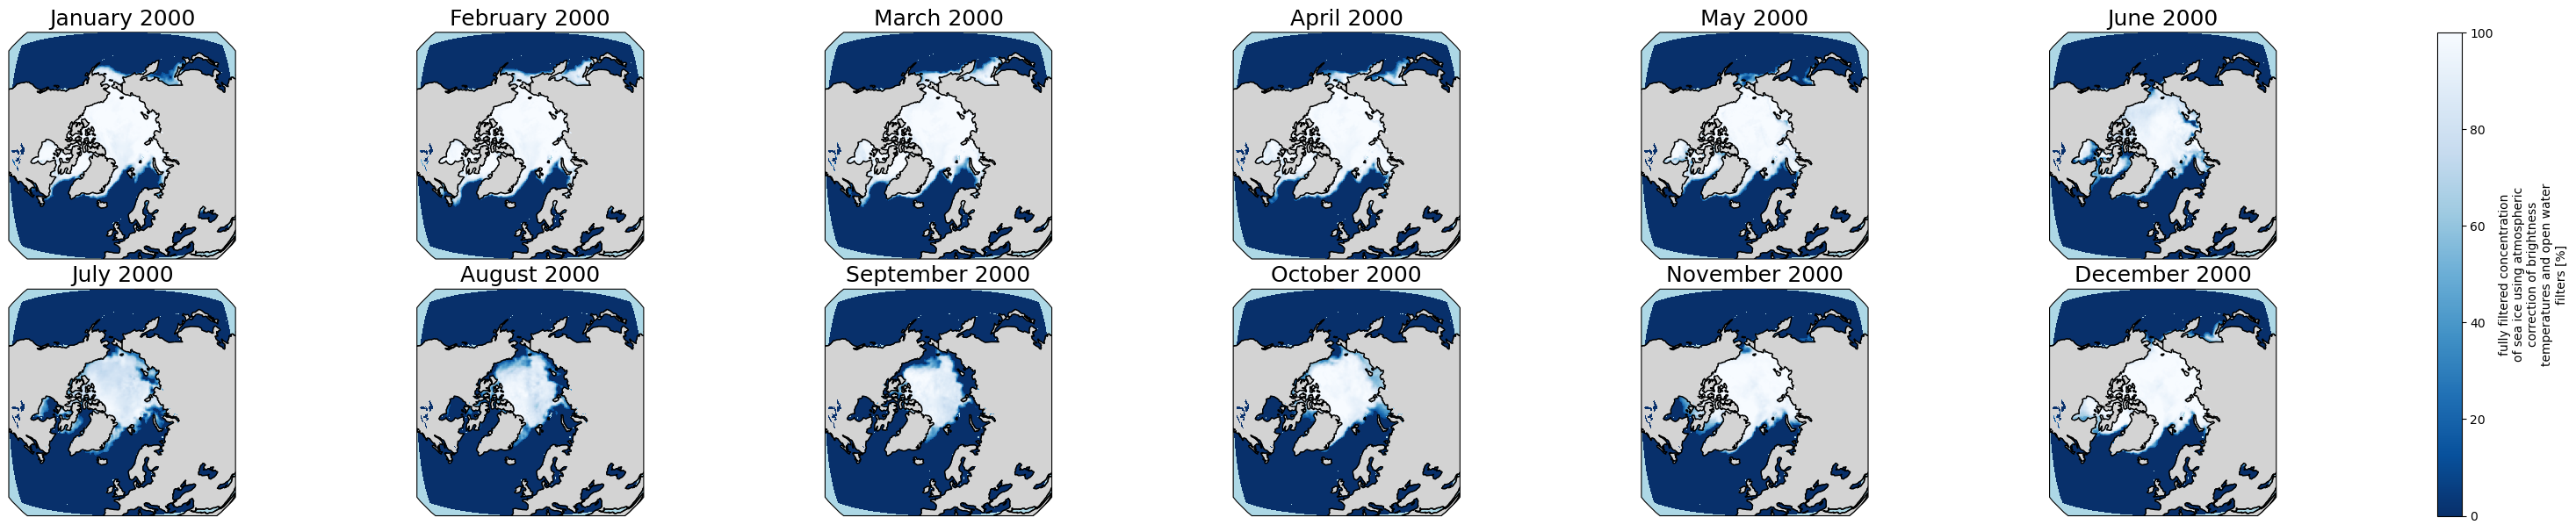 January 2000
February 2000
March 2000
April 2000
May 2000
June 2000
July 2000
August 2000
September 2000
October 2000
November 2000
December 2000
100
80
60
40
20
0
fully filtered concentration
of sea ice using atmospheric
correction of brightness
temperatures and open water
filters [%]